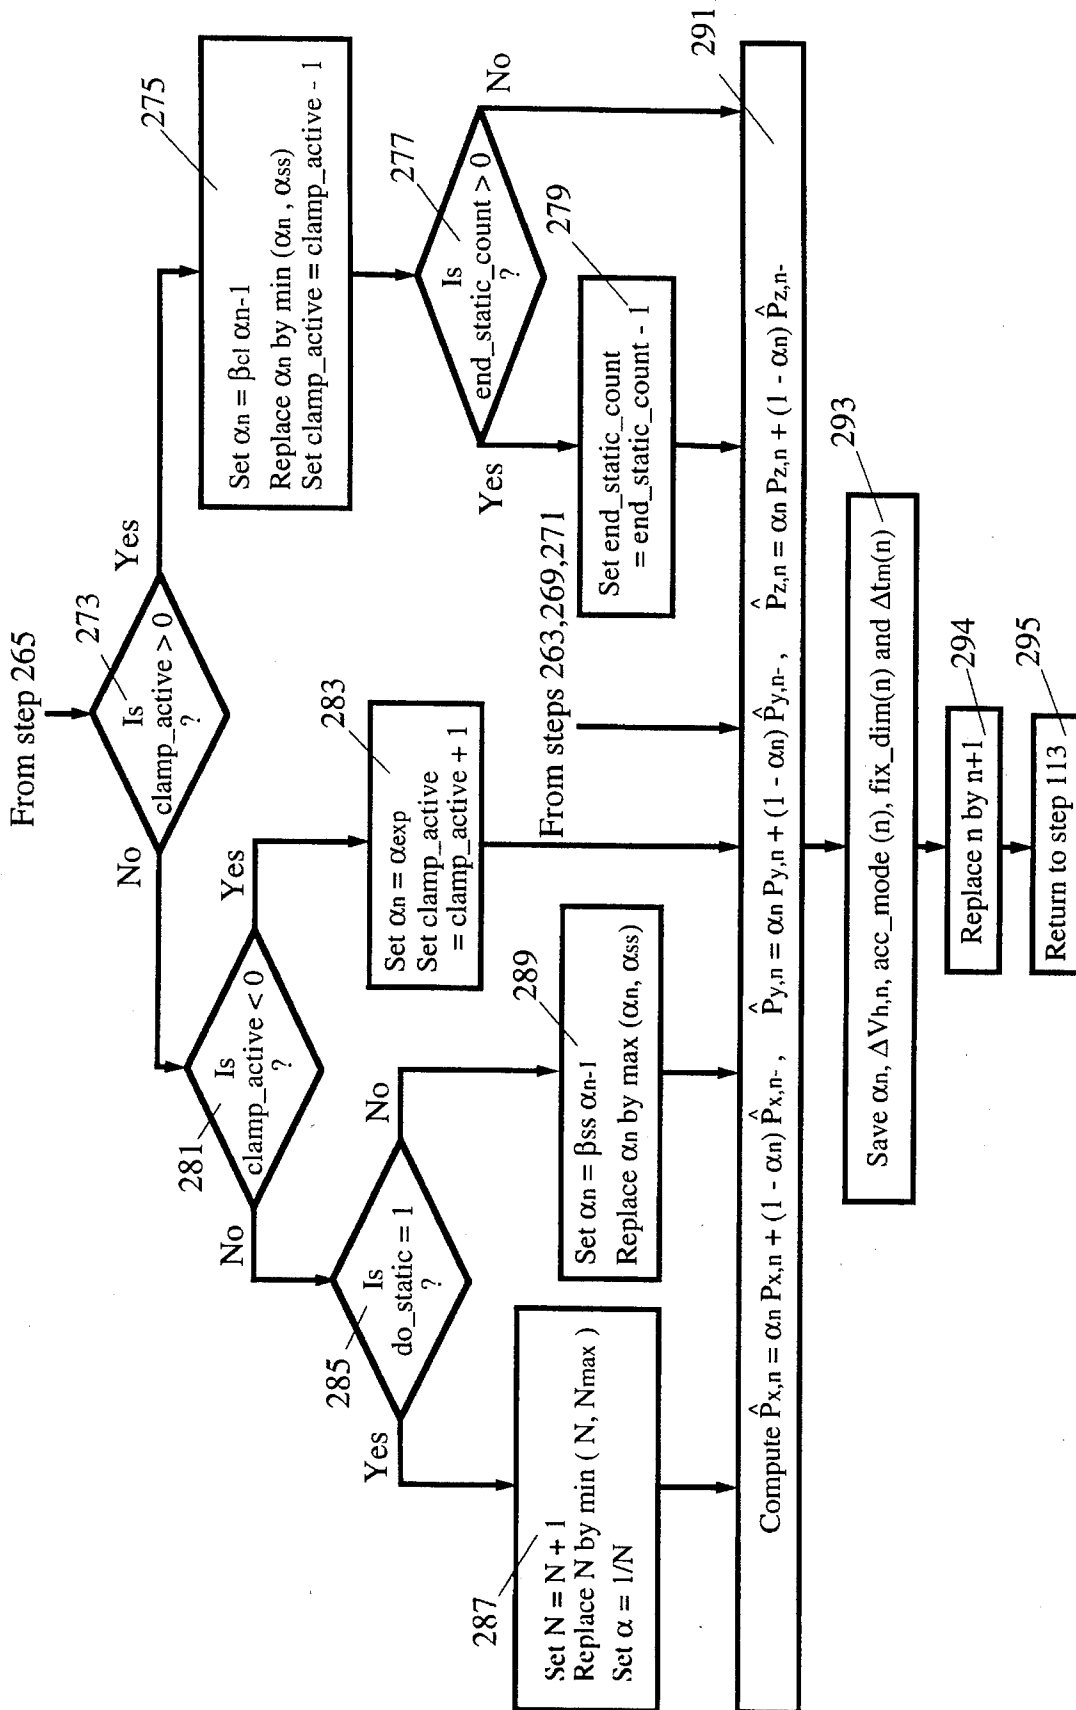 From step 265
273
Is
clamp_active > 0
?
Yes
No
275
Set αn = βcl αn-1
Replace αn by min (αn , αss)
Set clamp_active = clamp_active - 1
277
Is
end_static_count > 0
?
No
Yes
279
Set end_static_count
= end_static_count - 1
281
Is
clamp_active < 0
?
Yes
No
283
Set αn = αexp
Set clamp_active
= clamp_active + 1
From steps 263,269,271
285
Is
do_static = 1
?
No
Yes
289
Set αn = βss αn-1
Replace αn by max (αn, αss)
287
Set N = N + 1
Replace N by min ( N, Nmax )
Set α = 1/N
291
Compute P̂x,n = αn Px,n + (1 - αn) P̂x,n- , P̂y,n = αn Py,n + (1 - αn) P̂y,n- , P̂z,n = αn Pz,n + (1 - αn) P̂z,n-
293
Save αn, ΔVh,n, acc_mode (n), fix_dim(n) and Δtm(n)
294
Replace n by n+1
295
Return to step 113